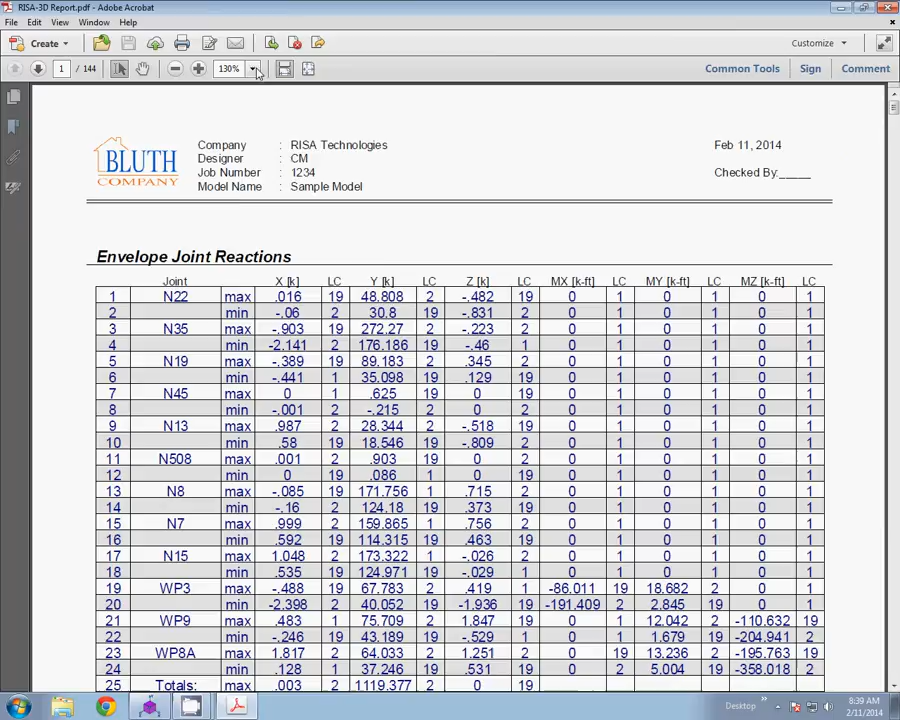 RISA-3D Report.pdf - Adobe Acrobat
File Edit View Window Help
Create Customize
1 / 144 130% Common Tools Sign Comment
BLUTH
COMPANY
Company : RISA Technologies Feb 11, 2014
Designer : CM
Job Number : 1234 Checked By:_____
Model Name : Sample Model
Envelope Joint Reactions
Joint X [k] LC Y [k] LC Z [k] LC MX [k-ft] LC MY [k-ft] LC MZ [k-ft] LC
1 N22 max .016 19 48.808 2 -.482 19 0 1 0 1 0 1
2 min -.06 2 30.8 19 -.831 2 0 1 0 1 0 1
3 N35 max -.903 19 272.27 2 -.223 2 0 1 0 1 0 1
4 min -2.141 2 176.186 19 -.46 1 0 1 0 1 0 1
5 N19 max -.389 19 89.183 2 .345 2 0 1 0 1 0 1
6 min -.441 1 35.098 19 .129 19 0 1 0 1 0 1
7 N45 max 0 1 .625 19 0 19 0 1 0 1 0 1
8 min -.001 2 -.215 2 0 2 0 1 0 1 0 1
9 N13 max .987 2 28.344 2 -.518 19 0 1 0 1 0 1
10 min .58 19 18.546 19 -.809 2 0 1 0 1 0 1
11 N508 max .001 2 .903 19 0 2 0 1 0 1 0 1
12 min 0 19 .086 1 0 19 0 1 0 1 0 1
13 N8 max -.085 19 171.756 1 .715 2 0 1 0 1 0 1
14 min -.16 2 124.18 19 .373 19 0 1 0 1 0 1
15 N7 max .999 2 159.865 1 .756 2 0 1 0 1 0 1
16 min .592 19 114.315 19 .463 19 0 1 0 1 0 1
17 N15 max 1.048 2 173.322 1 -.026 2 0 1 0 1 0 1
18 min .535 19 124.971 19 -.029 1 0 1 0 1 0 1
19 WP3 max -.488 19 67.783 2 .419 1 -86.011 19 18.682 2 0 1
20 min -2.398 2 40.052 19 -1.936 19 -191.409 2 2.845 19 0 1
21 WP9 max .483 1 75.709 2 1.847 19 0 1 12.042 2 -110.632 19
22 min -.246 19 43.189 19 -.529 1 0 1 1.679 19 -204.941 2
23 WP8A max 1.817 2 64.033 2 1.251 2 0 19 13.236 2 -195.763 19
24 min .128 1 37.246 19 .531 19 0 2 5.004 19 -358.018 2
25 Totals: max .003 2 1119.377 2 0 19
Desktop 8:39 AM
2/11/2014